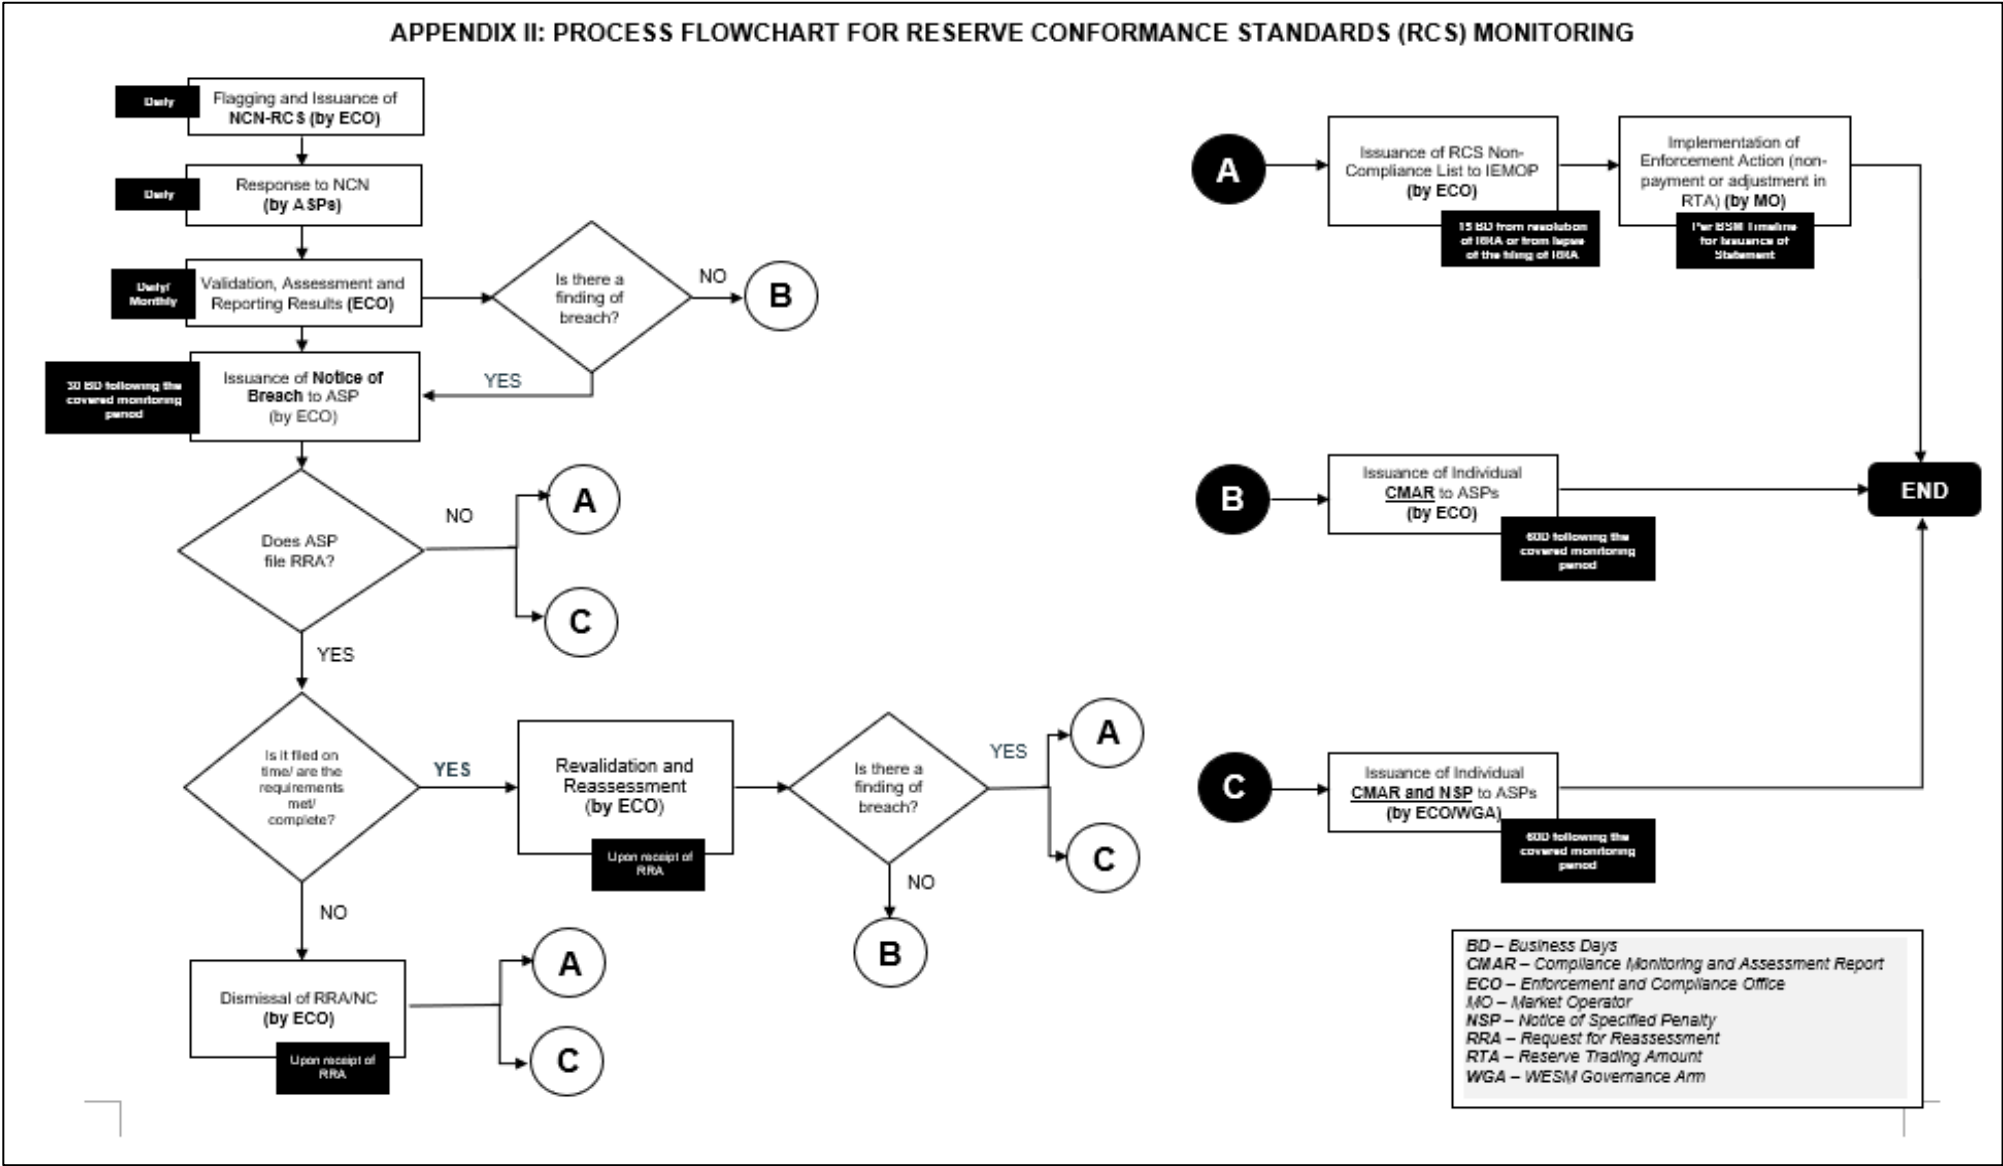 APPENDIX II: PROCESS FLOWCHART FOR RESERVE CONFORMANCE STANDARDS (RCS) MONITORING
Daily
Flagging and Issuance of
NCN-RCS (by ECO)
Daily
Response to NCN
(by ASPs)
Daily/
Monthly
Validation, Assessment and
Reporting Results (ECO)
Is there a
finding of
breach?
NO
B
YES
30 BD following the
covered monitoring
period
Issuance of Notice of
Breach to ASP
(by ECO)
Does ASP
file RRA?
NO
A
C
YES
Is it filed on
time/ are the
requirements
met/
complete?
YES
Revalidation and
Reassessment
(by ECO)
Upon receipt of
RRA
Is there a
finding of
breach?
YES
A
C
NO
B
NO
Dismissal of RRA/NC
(by ECO)
Upon receipt of
RRA
A
C
A
Issuance of RCS Non-
Compliance List to IEMOP
(by ECO)
15 BD from resolution
of RRA or from lapse
of the filing of RRA
Implementation of
Enforcement Action (non-
payment or adjustment in
RTA) (by MO)
Per BSM Timeline
for Issuance of
Statement
B
Issuance of Individual
CMAR to ASPs
(by ECO)
60D following the
covered monitoring
period
END
C
Issuance of Individual
CMAR and NSP to ASPs
(by ECO/WGA)
60D following the
covered monitoring
period
BD – Business Days
CMAR – Compliance Monitoring and Assessment Report
ECO – Enforcement and Compliance Office
MO – Market Operator
NSP – Notice of Specified Penalty
RRA – Request for Reassessment
RTA – Reserve Trading Amount
WGA – WESM Governance Arm